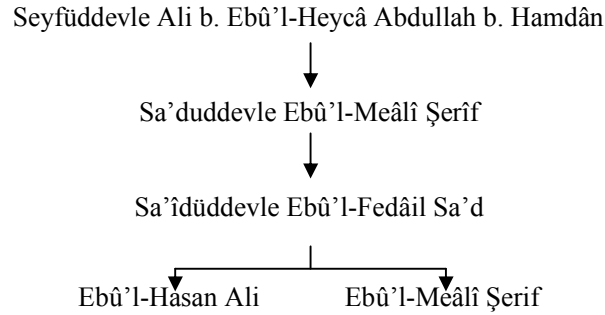 Seyfüddevle Ali b. Ebû’l-Heycâ Abdullah b. Hamdân
Sa’duddevle Ebû’l-Meâlî Şerîf
Sa’îdüddevle Ebû’l-Fedâil Sa’d
Ebû’l-Hasan Ali Ebû’l-Meâlî Şerif